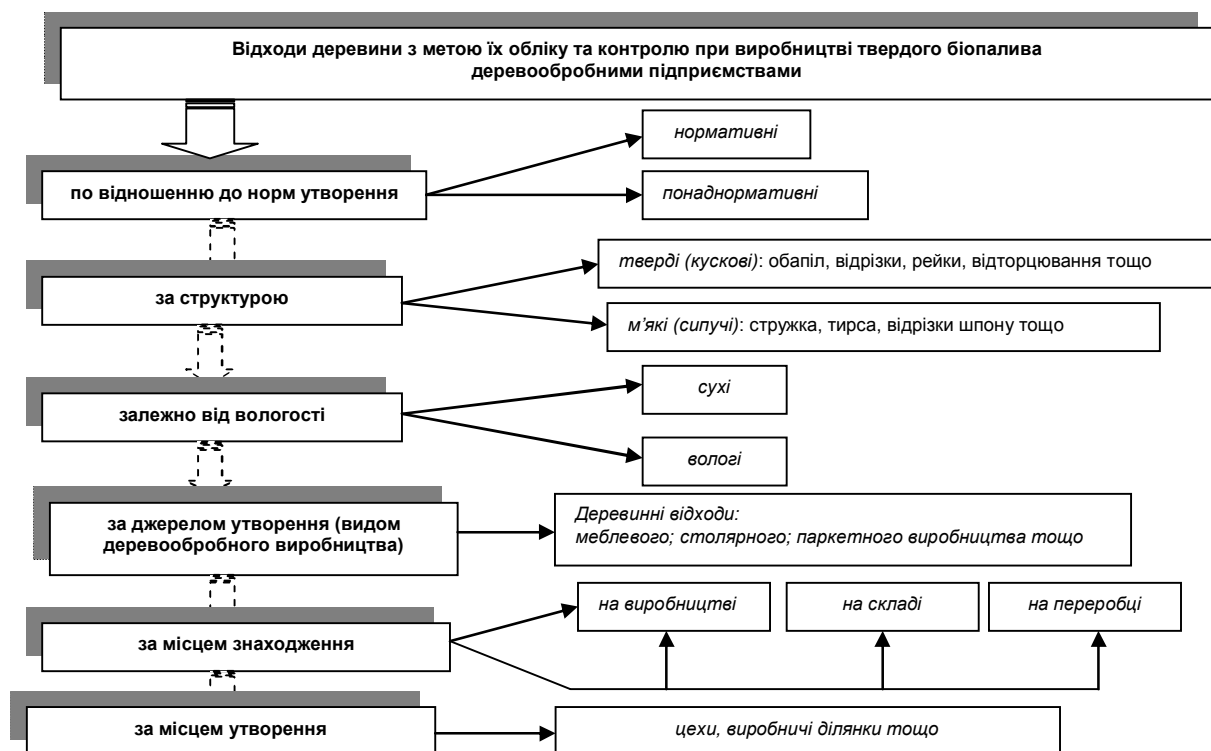 Відходи деревини з метою їх обліку та контролю при виробництві твердого біопалива
деревообробними підприємствами
нормативні
по відношенню до норм утворення
понаднормативні
тверді (кускові): обапіл, відрізки, рейки, відторцювання тощо
за структурою
м’які (сипучі): стружка, тирса, відрізки шпону тощо
сухі
залежно від вологості
вологі
за джерелом утворення (видом
деревообробного виробництва)
Деревинні відходи:
меблевого; столярного; паркетного виробництва тощо
на виробництві
на складі
на переробці
за місцем знаходження
за місцем утворення
цехи, виробничі ділянки тощо